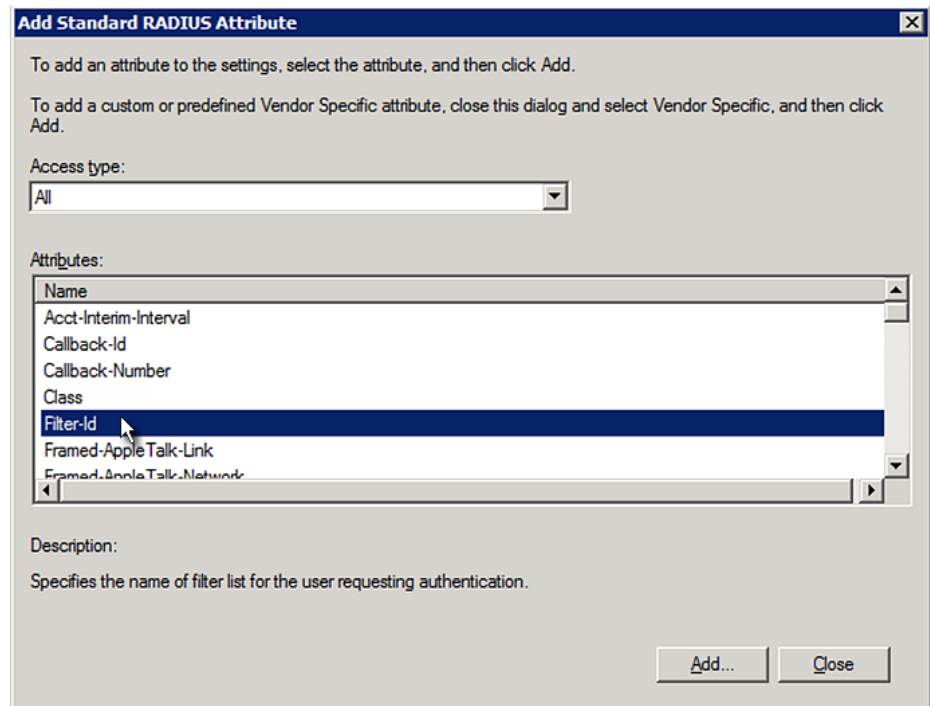 Add Standard RADIUS Attribute
To add an attribute to the settings, select the attribute, and then click Add.
To add a custom or predefined Vendor Specific attribute, close this dialog and select Vendor Specific, and then click
Add.
Access type:
All
Attributes:
Name
Acct-Interim-Interval
Callback-Id
Callback-Number
Class
Filter-Id
Framed-AppleTalk-Link
Framed-AppleTalk-Network
Description:
Specifies the name of filter list for the user requesting authentication.
Add... Close